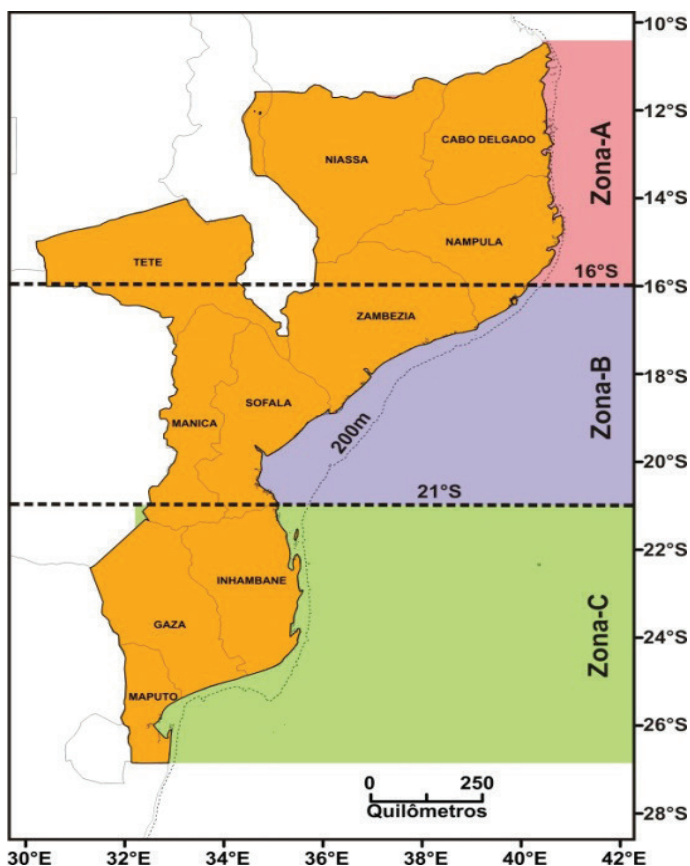 10°S
12°S
14°S
16°S
18°S
20°S
22°S
24°S
26°S
28°S
CABO DELGADO
NIASSA
Zona-A
NAMPULA
TETE
16°S
ZAMBEZIA
Zona-B
SOFALA
MANICA
200m
21°S
INHAMBANE
GAZA
Zona-C
MAPUTO
0 250
Quilômetros
30°E 32°E 34°E 36°E 38°E 40°E 42°E